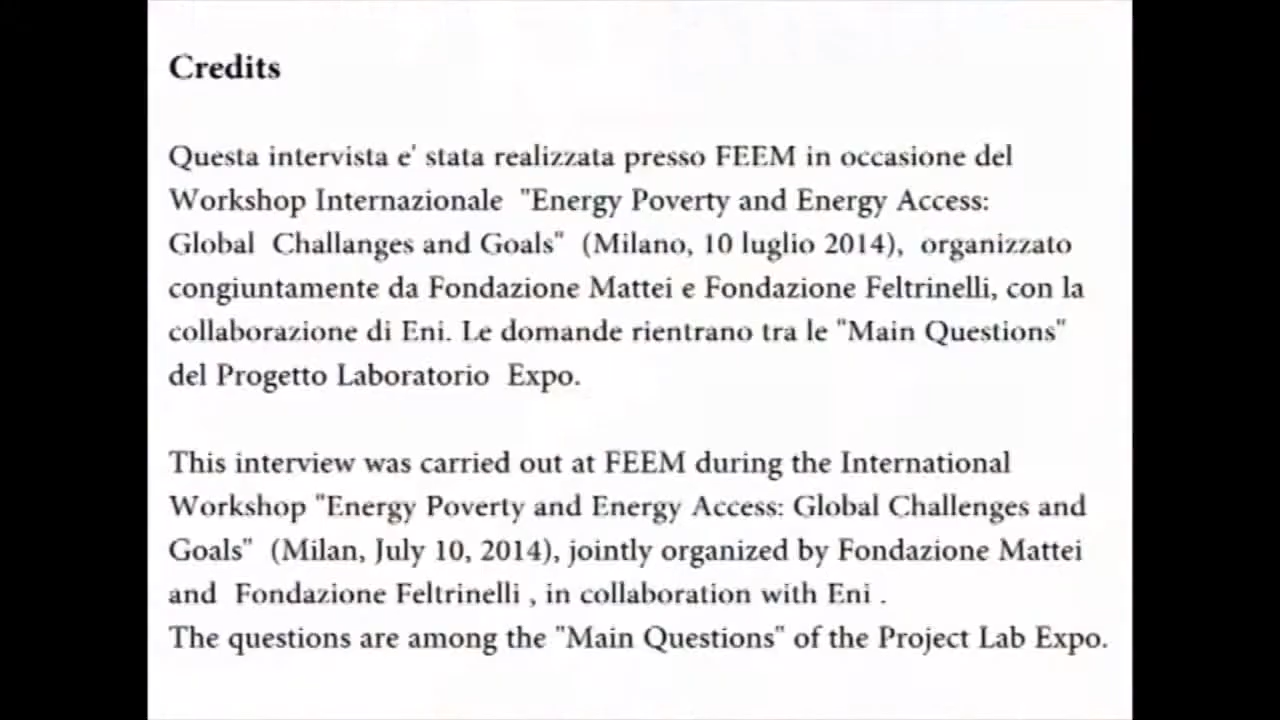 Credits
Questa intervista e' stata realizzata presso FEEM in occasione del
Workshop Internazionale "Energy Poverty and Energy Access:
Global Challanges and Goals" (Milano, 10 luglio 2014), organizzato
congiuntamente da Fondazione Mattei e Fondazione Feltrinelli, con la
collaborazione di Eni. Le domande rientrano tra le "Main Questions"
del Progetto Laboratorio Expo.
This interview was carried out at FEEM during the International
Workshop "Energy Poverty and Energy Access: Global Challenges and
Goals" (Milan, July 10, 2014), jointly organized by Fondazione Mattei
and Fondazione Feltrinelli , in collaboration with Eni .
The questions are among the "Main Questions" of the Project Lab Expo.